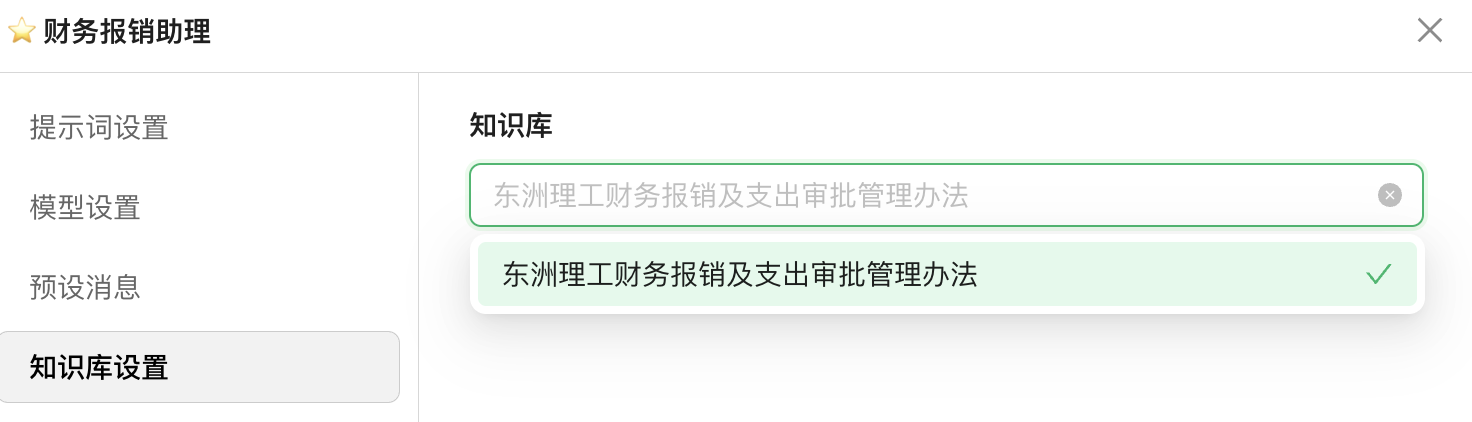 ⭐ 财务报销助理
提示词设置
模型设置
预设消息
知识库设置
知识库
东洲理工财务报销及支出审批管理办法
东洲理工财务报销及支出审批管理办法